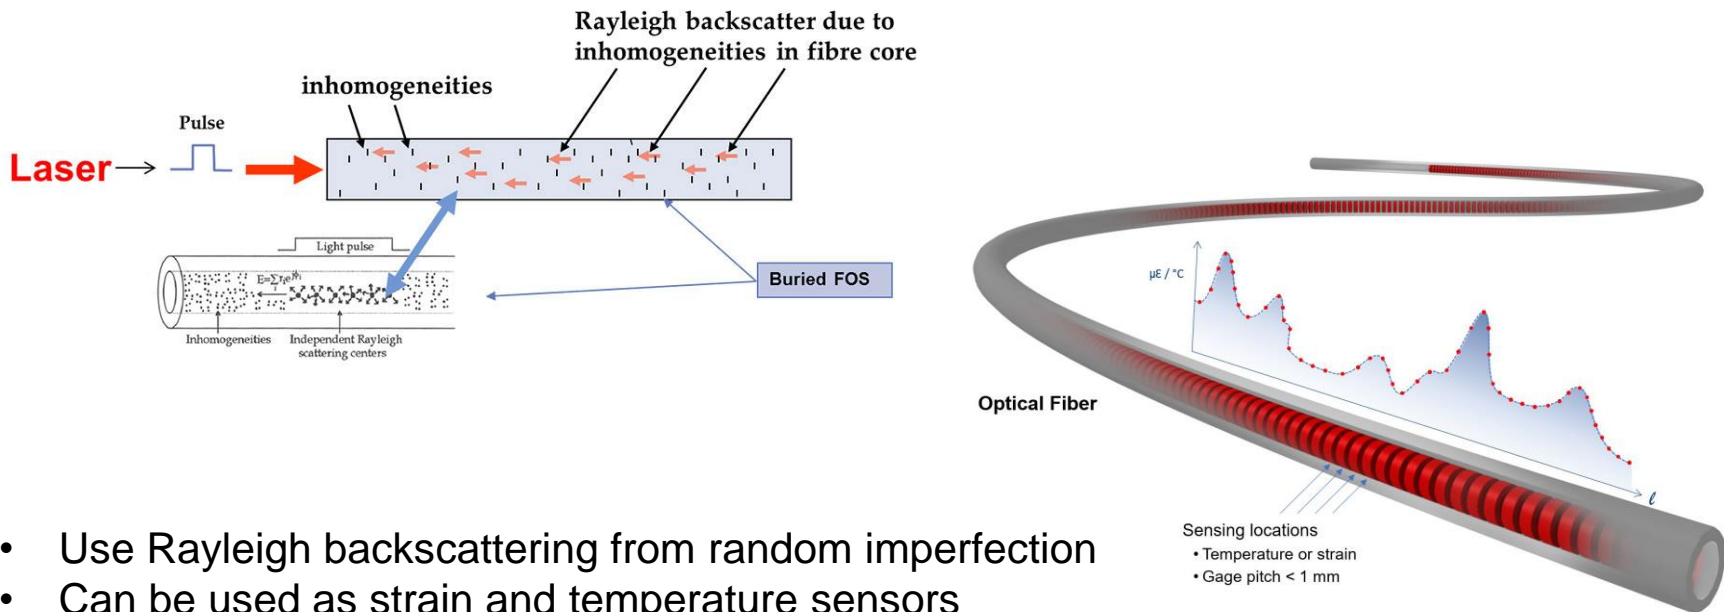 Rayleigh backscatter due to
inhomogeneities in fibre core
inhomogeneities
Pulse
Laser
Light pulse
Inhomogeneities
Independent Rayleigh
scattering centers
Buried FOS
με / °C
ℓ
Optical Fiber
Sensing locations
• Temperature or strain
• Gage pitch < 1 mm
• Use Rayleigh backscattering from random imperfection
• Can be used as strain and temperature sensors